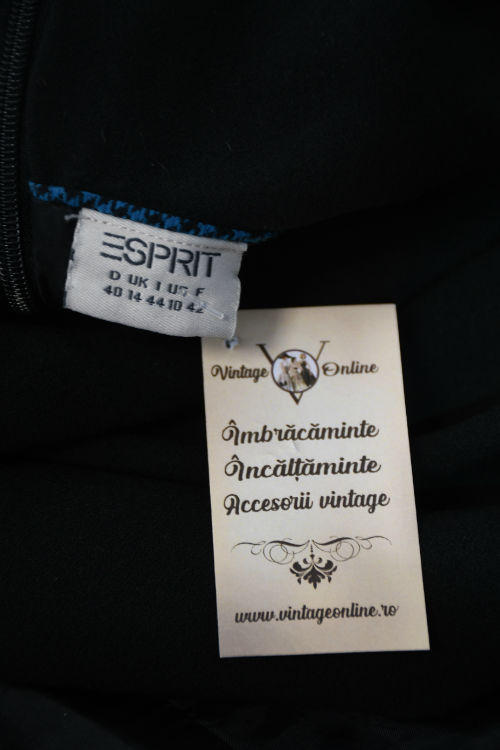 ESPRIT
D UK I US F
40 14 44 10 42
Vintage Online
Îmbrăcăminte
Încălțăminte
Accesorii vintage
www.vintageonline.ro